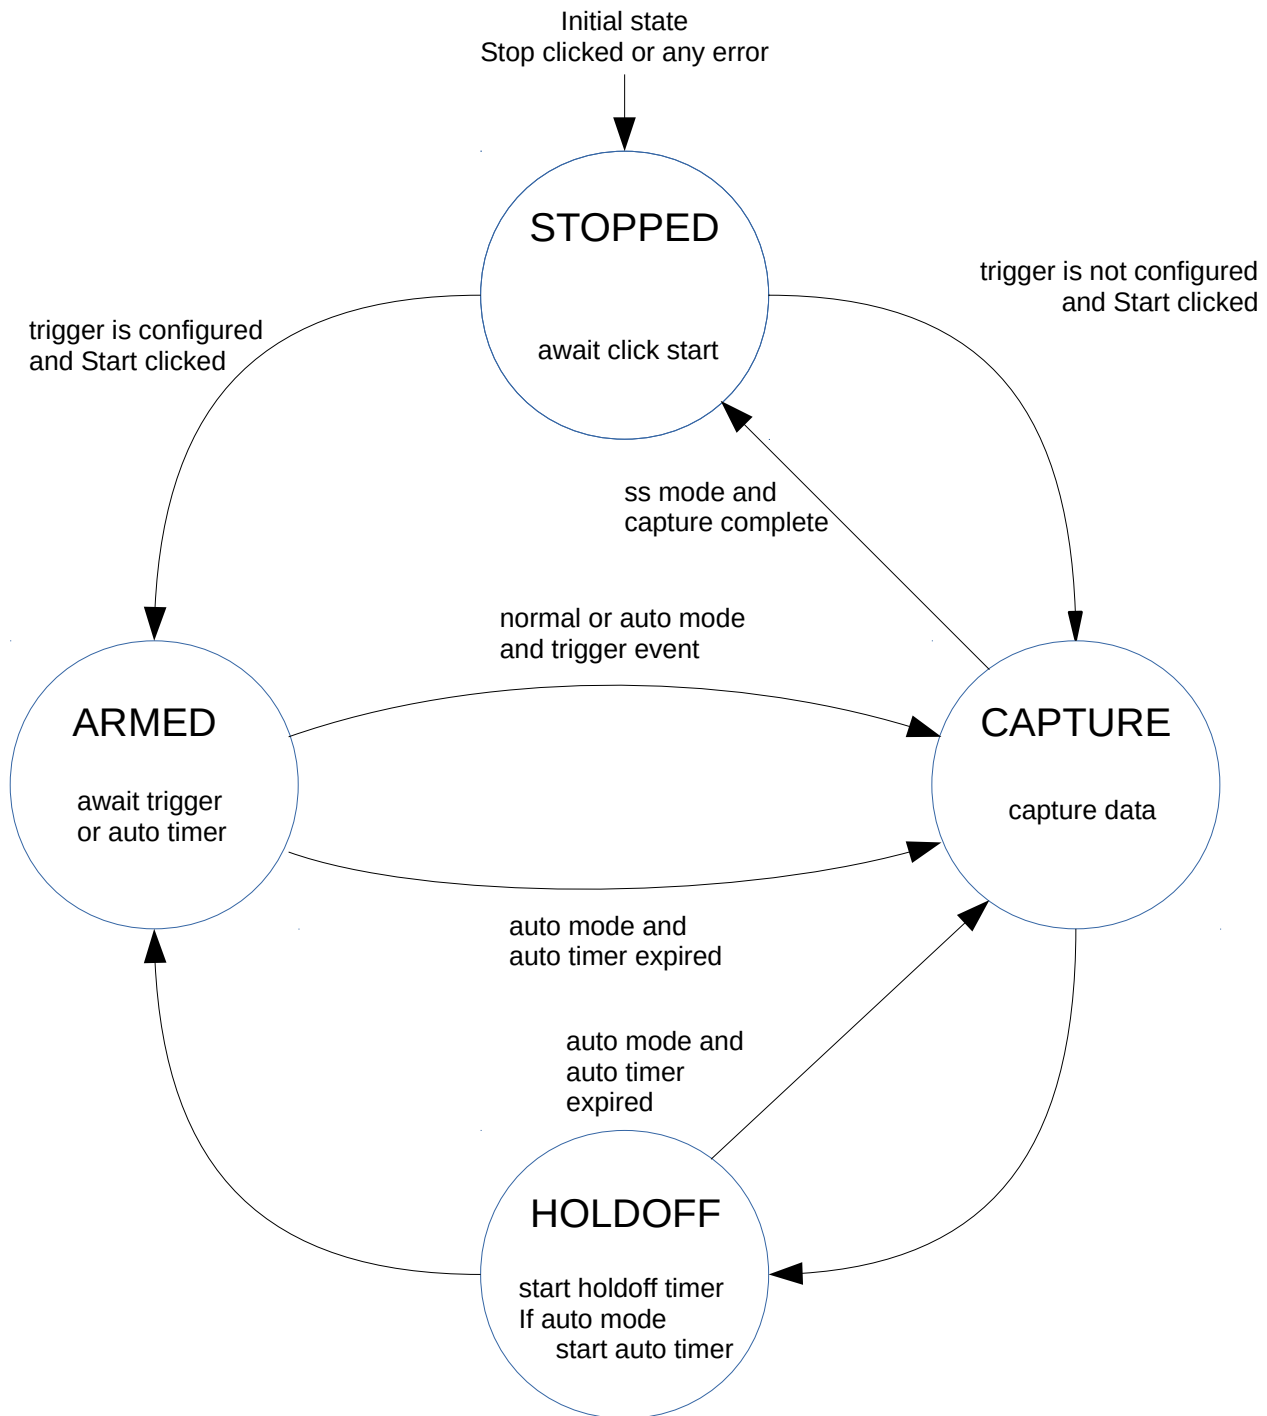 Initial state
Stop clicked or any error
STOPPED
await click start
trigger is not configured
and Start clicked
trigger is configured
and Start clicked
ss mode and
capture complete
normal or auto mode
and trigger event
ARMED
await trigger
or auto timer
CAPTURE
capture data
auto mode and
auto timer expired
auto mode and
auto timer
expired
HOLDOFF
start holdoff timer
If auto mode
start auto timer